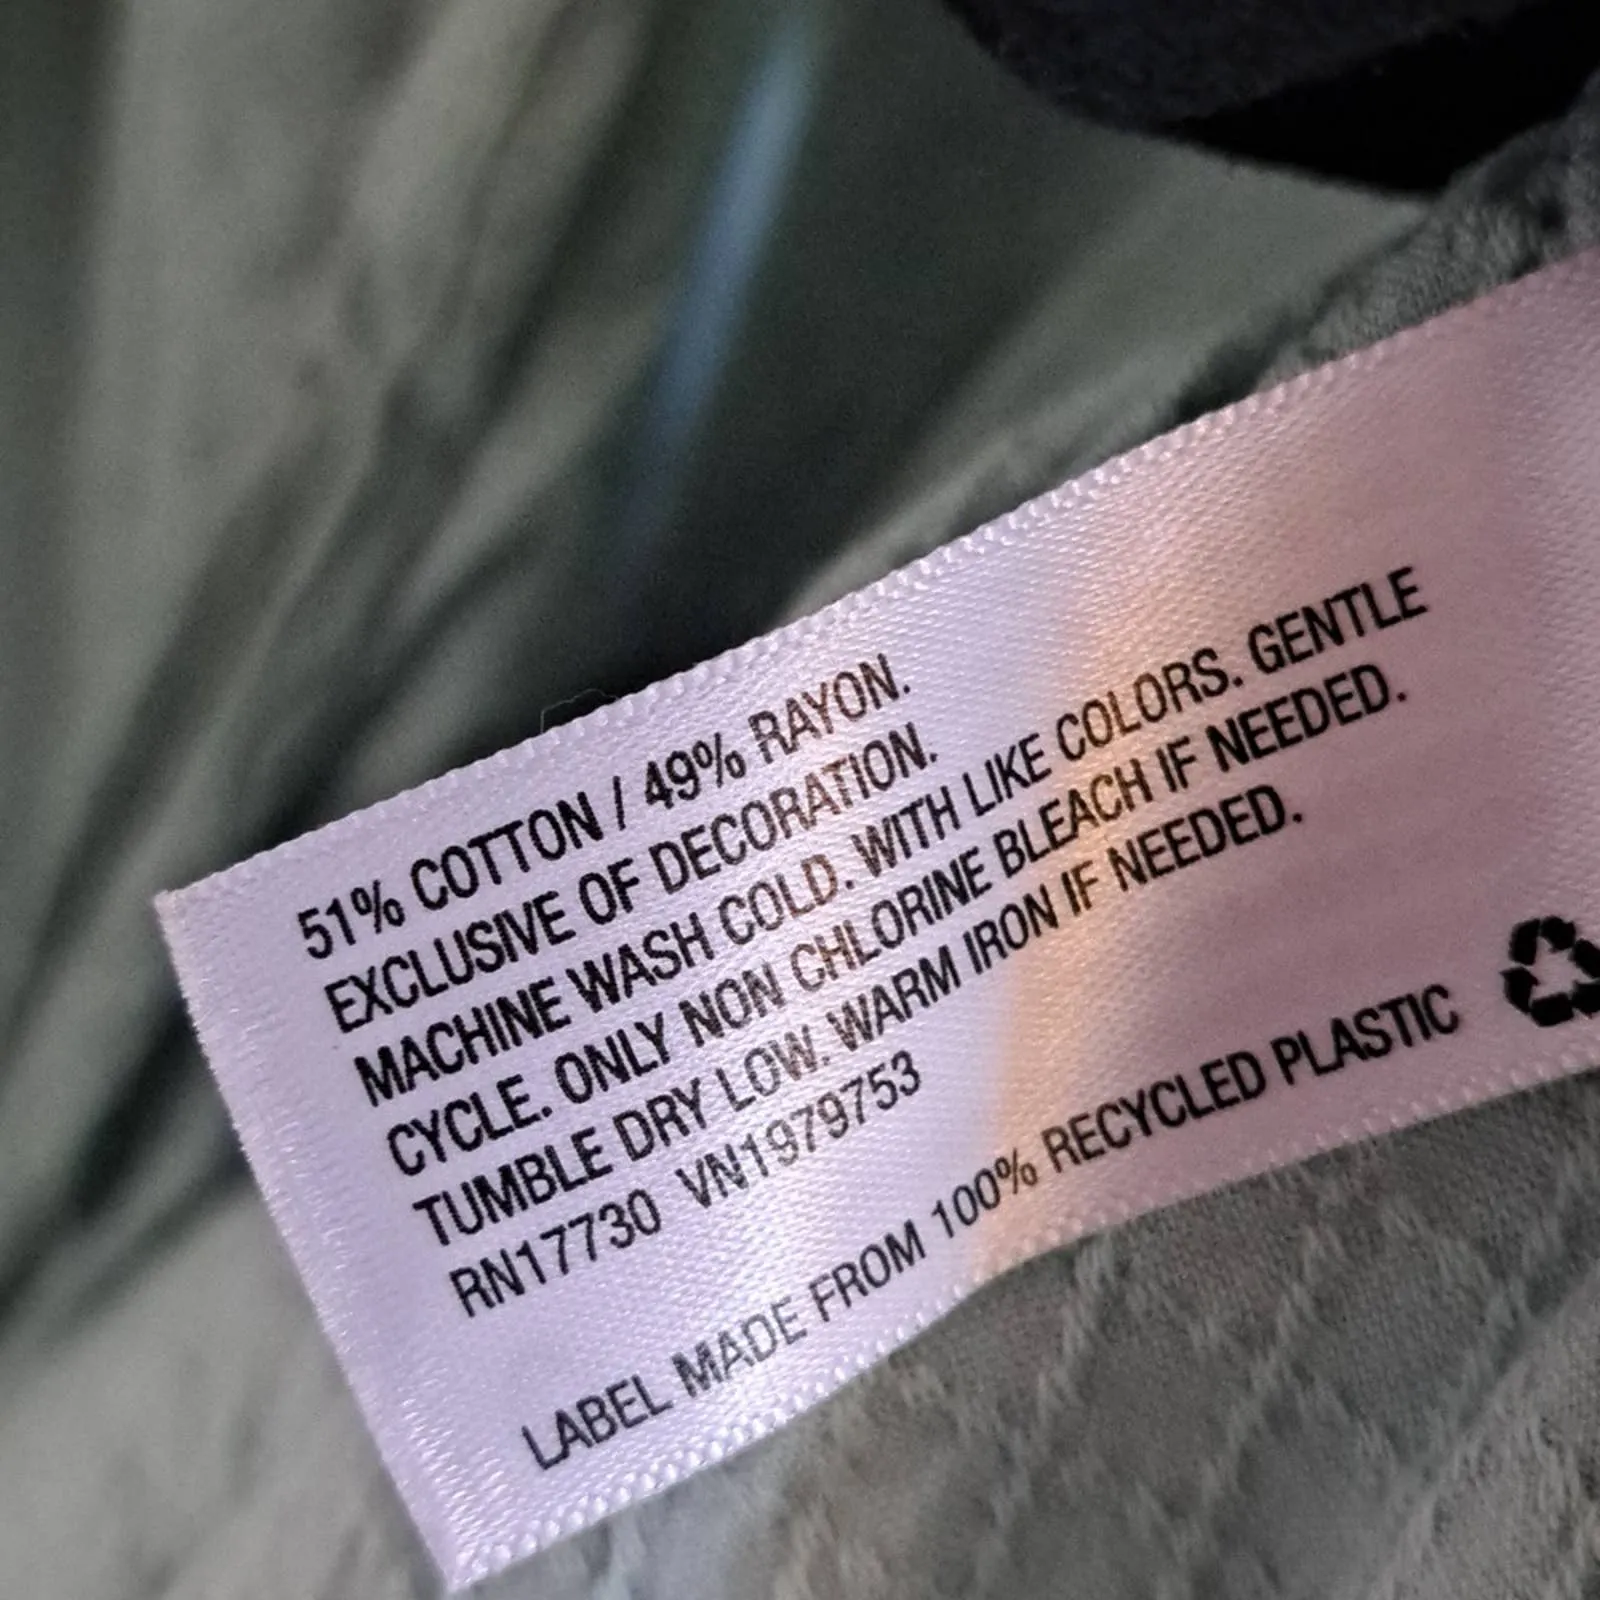 51% COTTON / 49% RAYON.
EXCLUSIVE OF DECORATION.
MACHINE WASH COLD. WITH LIKE COLORS. GENTLE
CYCLE. ONLY NON CHLORINE BLEACH IF NEEDED.
TUMBLE DRY LOW. WARM IRON IF NEEDED.
RN17730 VN1979753
LABEL MADE FROM 100% RECYCLED PLASTIC